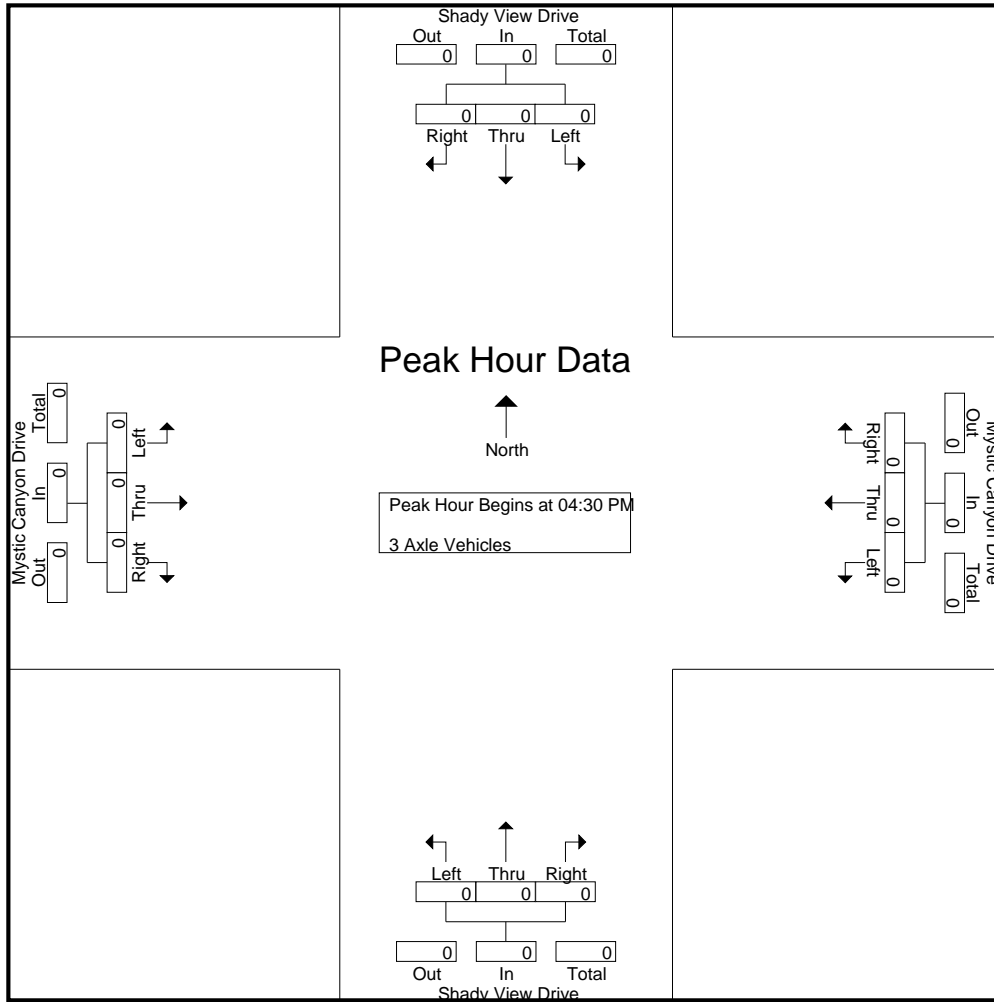 Shady View Drive
Out In Total
0 0 0
0 0 0
Right Thru Left
Peak Hour Data
North
Peak Hour Begins at 04:30 PM
3 Axle Vehicles
Mystic Canyon Drive
Total In Out
0 0 0
0 0 0
Left Thru Right
Right Thru Left
0 0 0
0 0 0
Out In Total
Mystic Canyon Drive
Left Thru Right
0 0 0
0 0 0
Out In Total
Shady View Drive